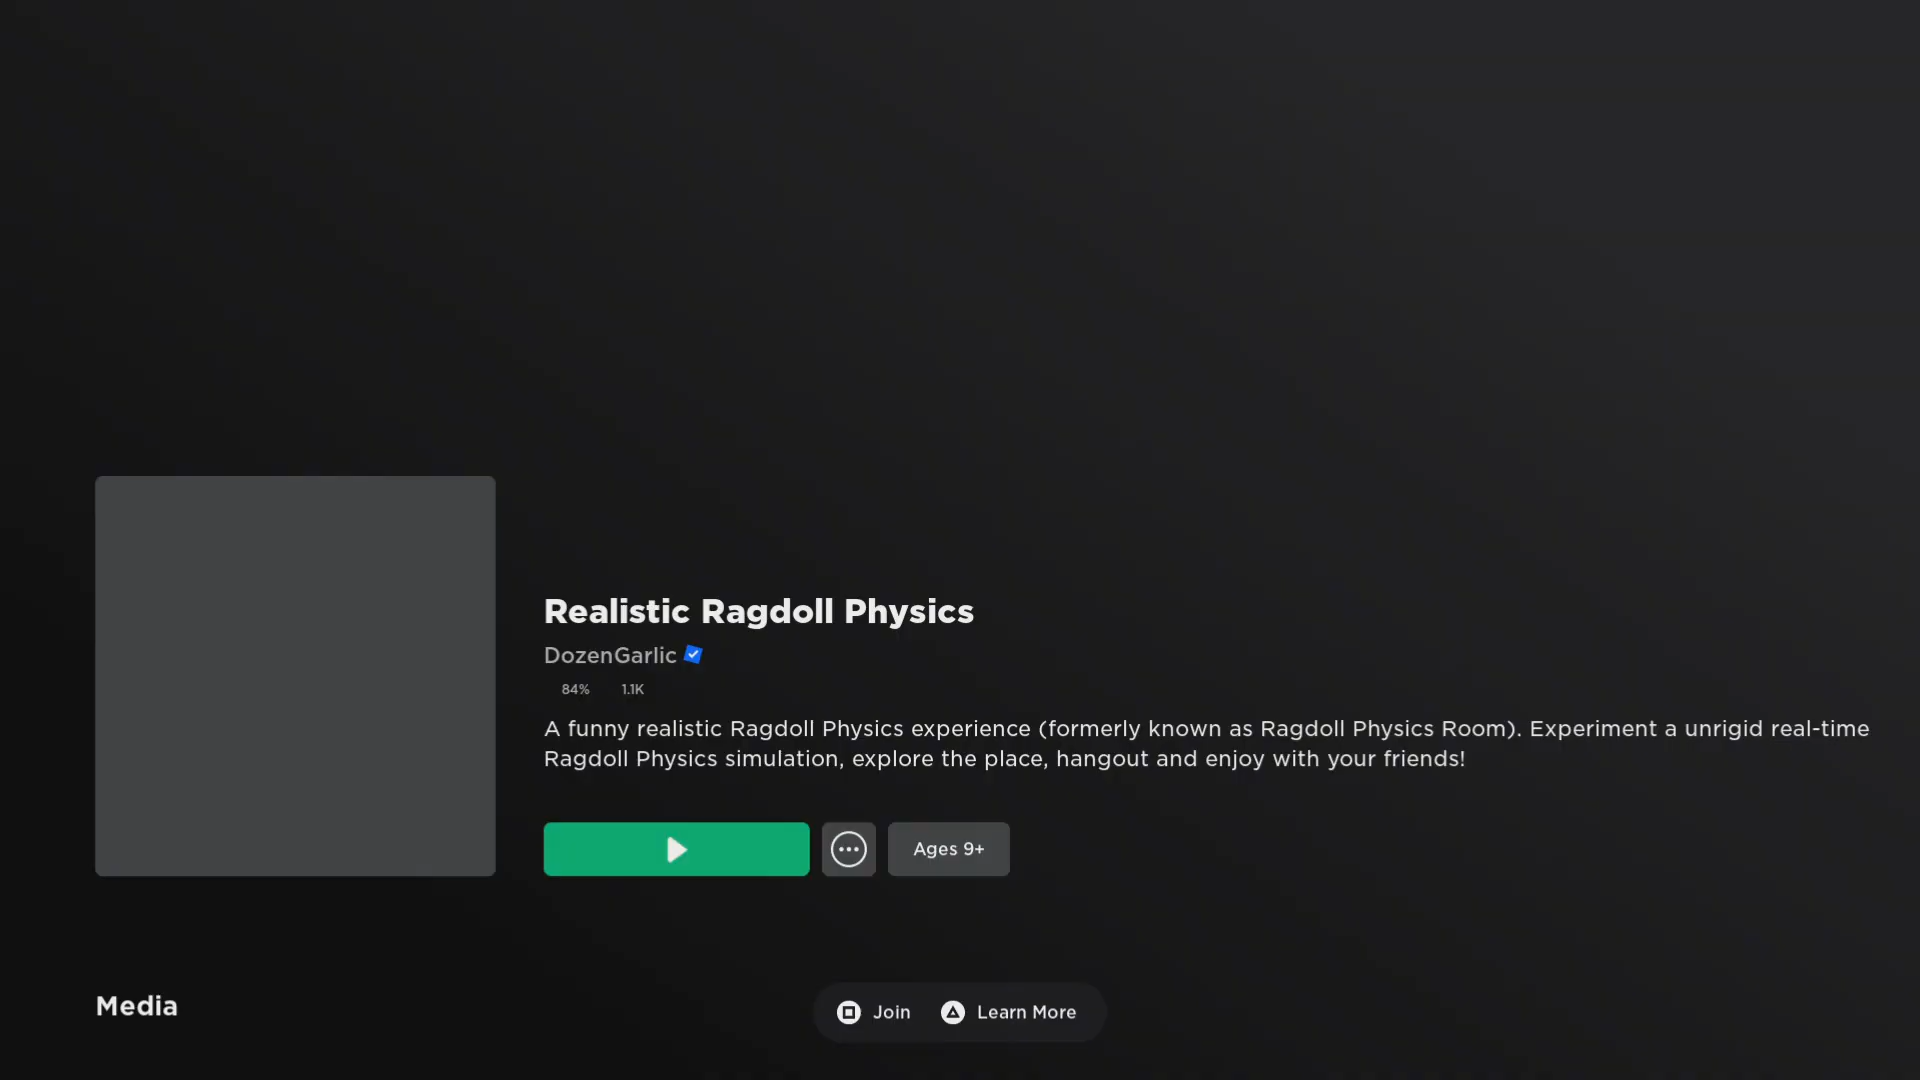 Realistic Ragdoll Physics
DozenGarlic
84% 1.1K
A funny realistic Ragdoll Physics experience (formerly known as Ragdoll Physics Room). Experiment a unrigid real-time
Ragdoll Physics simulation, explore the place, hangout and enjoy with your friends!
Ages 9+
Media
Join Learn More